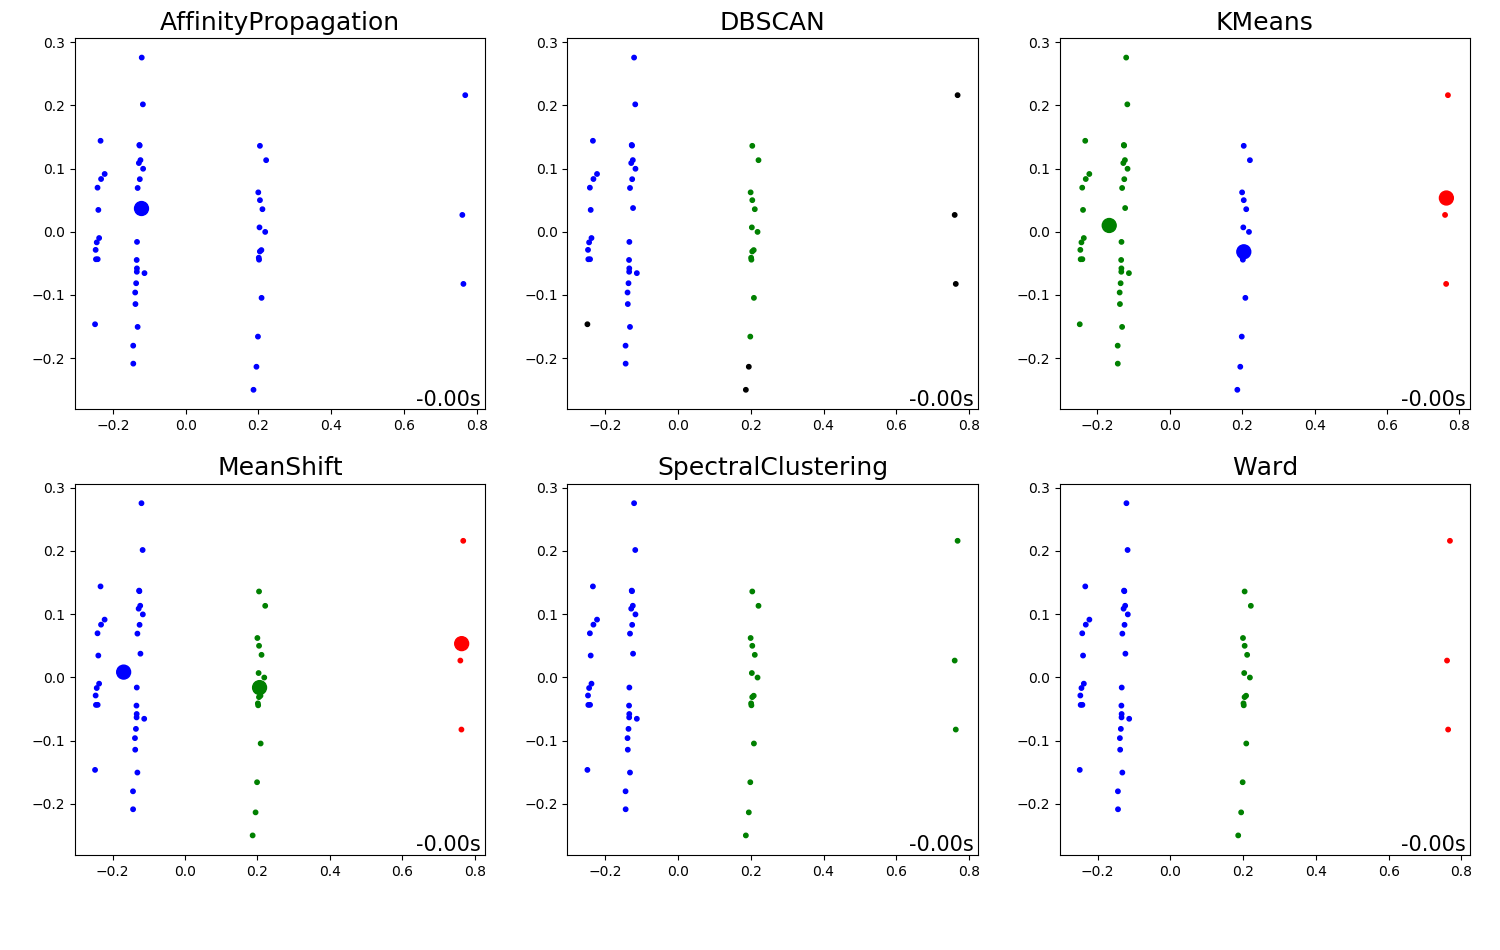 AffinityPropagation DBSCAN KMeans
0.3 0.3 0.3
0.2 0.2 0.2
0.1 0.1 0.1
0.0 0.0 0.0
−0.1 −0.1 −0.1
−0.2 −0.2 −0.2
-0.00s -0.00s -0.00s
−0.2 0.0 0.2 0.4 0.6 0.8 −0.2 0.0 0.2 0.4 0.6 0.8 −0.2 0.0 0.2 0.4 0.6 0.8
MeanShift SpectralClustering Ward
0.3 0.3 0.3
0.2 0.2 0.2
0.1 0.1 0.1
0.0 0.0 0.0
−0.1 −0.1 −0.1
−0.2 −0.2 −0.2
-0.00s -0.00s -0.00s
−0.2 0.0 0.2 0.4 0.6 0.8 −0.2 0.0 0.2 0.4 0.6 0.8 −0.2 0.0 0.2 0.4 0.6 0.8